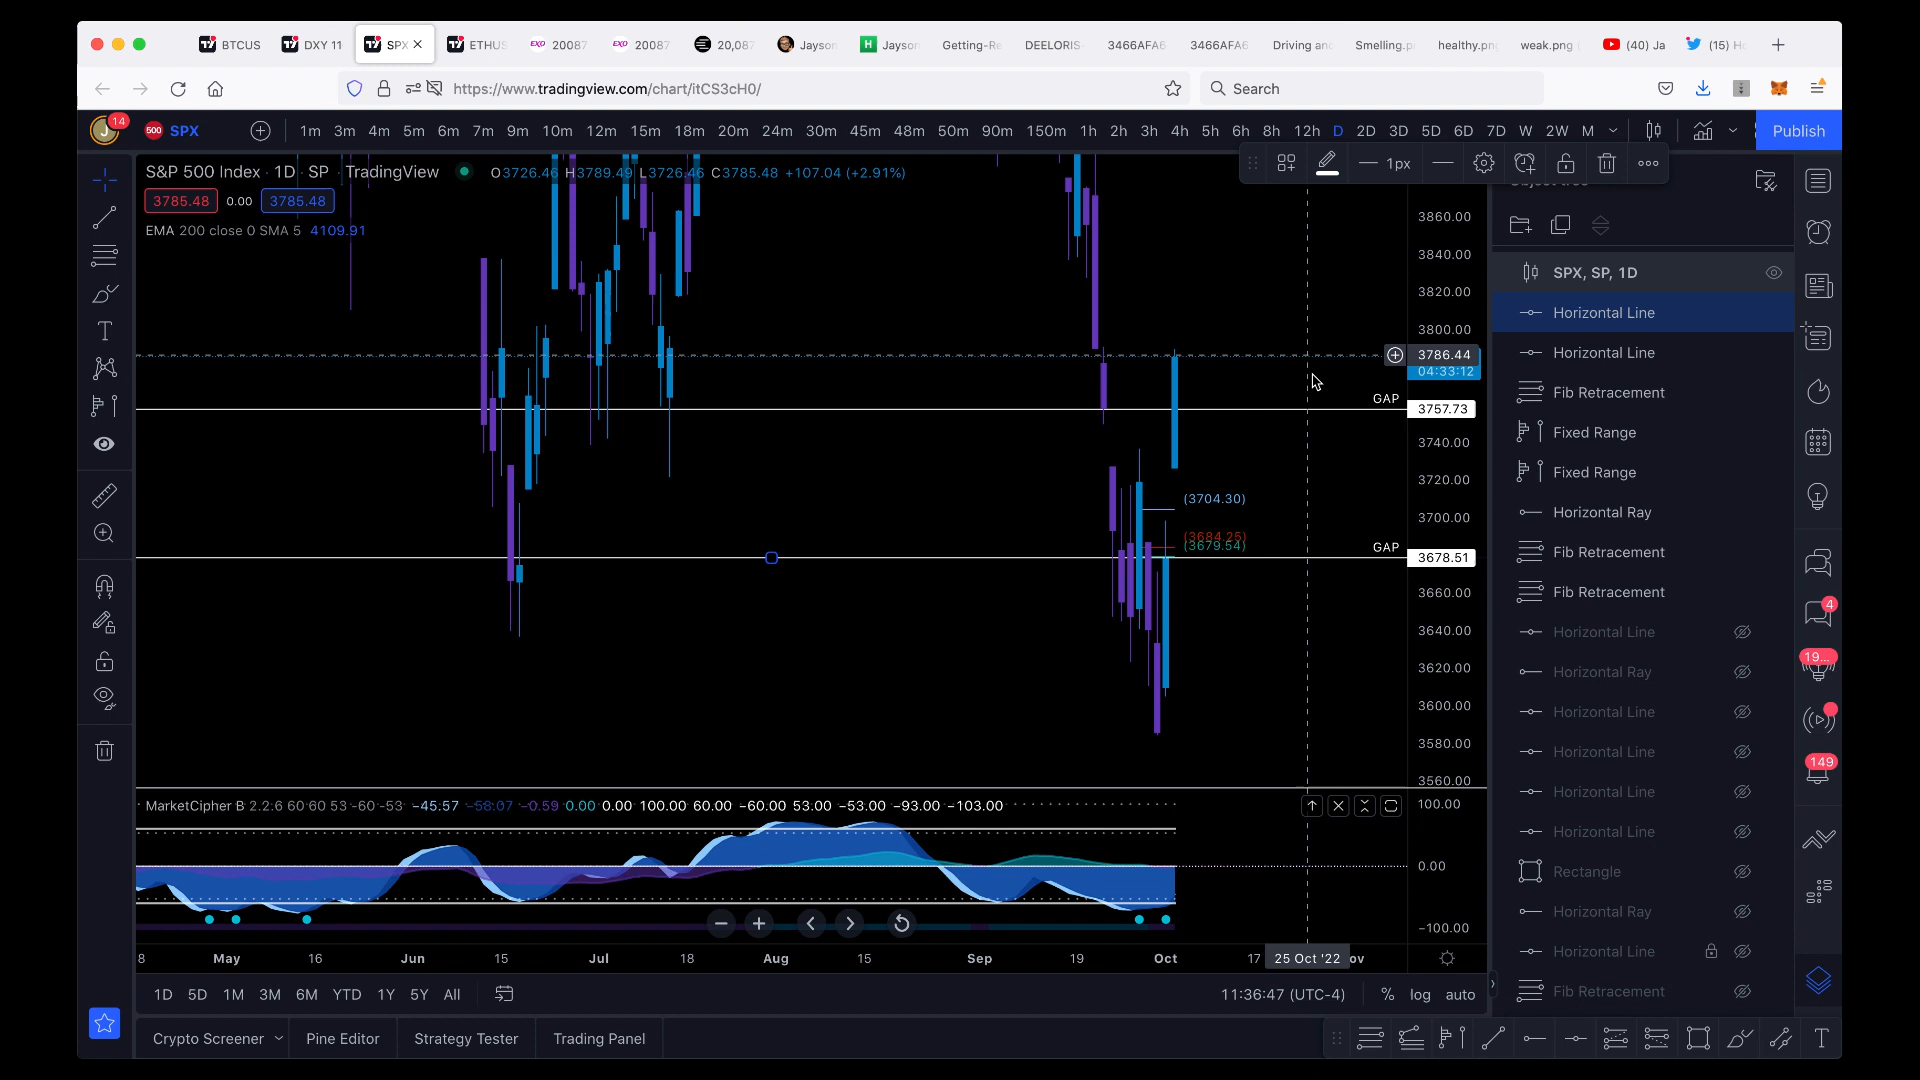 BTCUS
DXY 11
SPX
ETHUS
EXO 20087
EXO 20087
20,087
Jayson
H Jayson
Getting-Re
DEELORIS
3466AFA6
3466AFA6
Driving and
Smelling.p
healthy.png
weak.png
(40) Ja
(15) Ho
https://www.tradingview.com/chart/itCS3cH0/
Search
J 14
500 SPX
1m 3m 4m 5m 6m 7m 9m 10m 12m 15m 18m 20m 24m 30m 45m 48m 50m 90m 150m 1h 2h 3h 4h 5h 6h 8h 12h D 2D 3D 5D 6D 7D W 2W M
Publish
1px
S&P 500 Index · 1D · SP · TradingView
O3726.46 H3789.49 L3726.46 C3785.48 +107.04 (+2.91%)
3785.48 0.00 3785.48
EMA 200 close 0 SMA 5 4109.91
3860.00
3840.00
3820.00
3800.00
3786.44
04:33:12
GAP
3757.73
3740.00
3720.00
(3704.30)
3700.00
(3684.25)
(3679.54)
GAP
3678.51
3660.00
3640.00
3620.00
3600.00
3580.00
3560.00
SPX, SP, 1D
Horizontal Line
Horizontal Line
Fib Retracement
Fixed Range
Fixed Range
Horizontal Ray
Fib Retracement
Fib Retracement
Horizontal Line
Horizontal Ray
Horizontal Line
Horizontal Line
Horizontal Line
Horizontal Line
Rectangle
Horizontal Ray
Horizontal Line
Fib Retracement
4
19...
149
MarketCipher B 2.2.6 60 60 53 -60 -53 −45.57 −58.07 −0.59 0.00 0.00 100.00 60.00 −60.00 53.00 −53.00 −93.00 −103.00
100.00
0.00
−100.00
8 May 16 Jun 15 Jul 18 Aug 15 Sep 19 Oct 17 25 Oct '22 ov
1D 5D 1M 3M 6M YTD 1Y 5Y All
11:36:47 (UTC-4)
% log auto
Crypto Screener
Pine Editor
Strategy Tester
Trading Panel